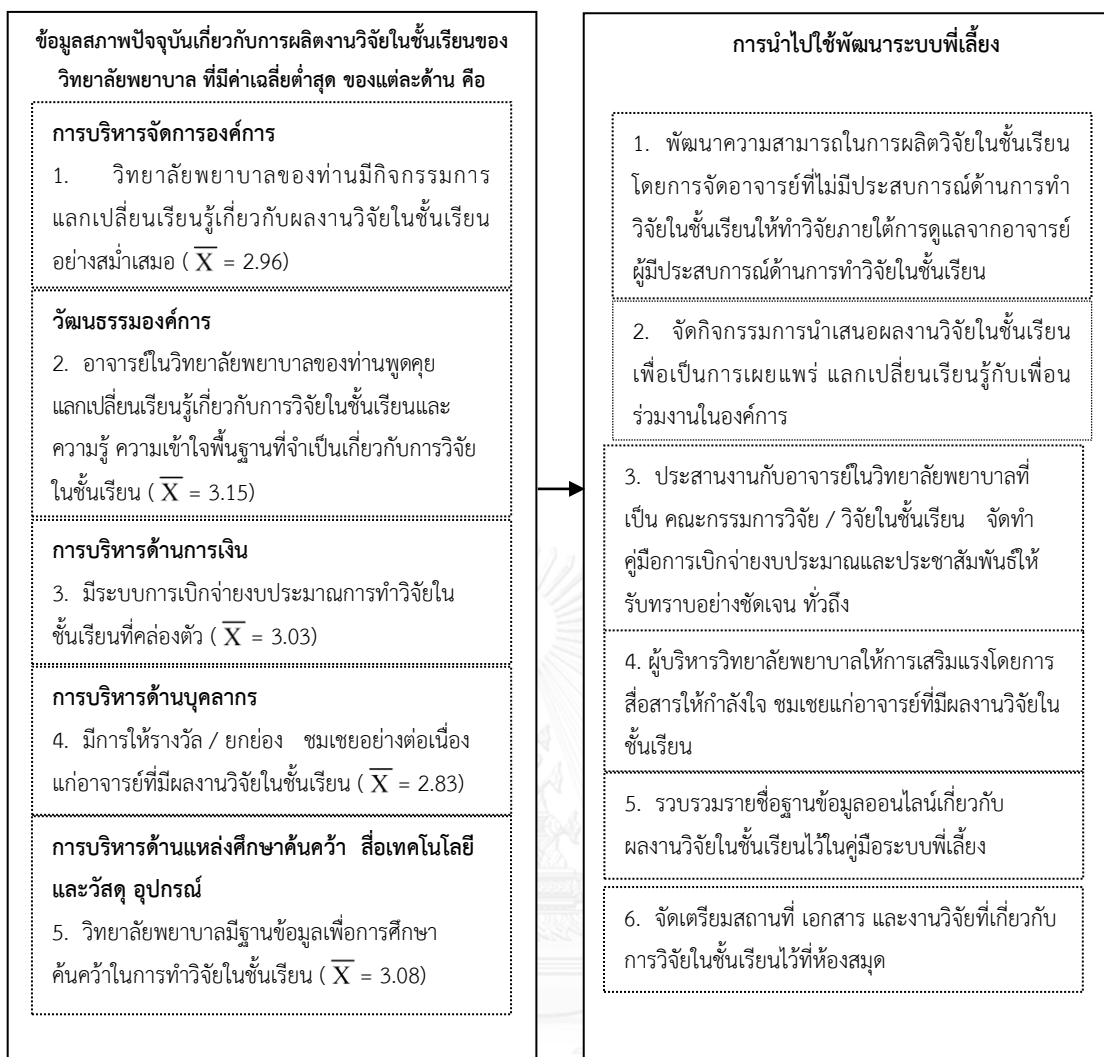 ข้อมูลสภาพปัจจุบันเกี่ยวกับการผลิตงานวิจัยในชั้นเรียนของ
วิทยาลัยพยาบาล ที่มีค่าเฉลี่ยต่ำสุด ของแต่ละด้าน คือ
การบริหารจัดการองค์การ
1. วิทยาลัยพยาบาลของท่านมีกิจกรรมการ
แลกเปลี่ยนเรียนรู้เกี่ยวกับผลงานวิจัยในชั้นเรียน
อย่างสม่ำเสมอ ( X̅ = 2.96)
วัฒนธรรมองค์การ
2. อาจารย์ในวิทยาลัยพยาบาลของท่านพูดคุย
แลกเปลี่ยนเรียนรู้เกี่ยวกับการวิจัยในชั้นเรียนและ
ความรู้ ความเข้าใจพื้นฐานที่จำเป็นเกี่ยวกับการวิจัย
ในชั้นเรียน ( X̅ = 3.15)
การบริหารด้านการเงิน
3. มีระบบการเบิกจ่ายงบประมาณการทำวิจัยใน
ชั้นเรียนที่คล่องตัว ( X̅ = 3.03)
การบริหารด้านบุคลากร
4. มีการให้รางวัล / ยกย่อง ชมเชยอย่างต่อเนื่อง
แก่อาจารย์ที่มีผลงานวิจัยในชั้นเรียน ( X̅ = 2.83)
การบริหารด้านแหล่งศึกษาค้นคว้า สื่อเทคโนโลยี
และวัสดุ อุปกรณ์
5. วิทยาลัยพยาบาลมีฐานข้อมูลเพื่อการศึกษา
ค้นคว้าในการทำวิจัยในชั้นเรียน ( X̅ = 3.08)
การนำไปใช้พัฒนาระบบพี่เลี้ยง
1. พัฒนาความสามารถในการผลิตวิจัยในชั้นเรียน
โดยการจัดอาจารย์ที่ไม่มีประสบการณ์ด้านการทำ
วิจัยในชั้นเรียนให้ทำวิจัยภายใต้การดูแลจากอาจารย์
ผู้มีประสบการณ์ด้านการทำวิจัยในชั้นเรียน
2. จัดกิจกรรมการนำเสนอผลงานวิจัยในชั้นเรียน
เพื่อเป็นการเผยแพร่ แลกเปลี่ยนเรียนรู้กับเพื่อน
ร่วมงานในองค์การ
3. ประสานงานกับอาจารย์ในวิทยาลัยพยาบาลที่
เป็น คณะกรรมการวิจัย / วิจัยในชั้นเรียน จัดทำ
คู่มือการเบิกจ่ายงบประมาณและประชาสัมพันธ์ให้
รับทราบอย่างชัดเจน ทั่วถึง
4. ผู้บริหารวิทยาลัยพยาบาลให้การเสริมแรงโดยการ
สื่อสารให้กำลังใจ ชมเชยแก่อาจารย์ที่มีผลงานวิจัยใน
ชั้นเรียน
5. รวบรวมรายชื่อฐานข้อมูลออนไลน์เกี่ยวกับ
ผลงานวิจัยในชั้นเรียนไว้ในคู่มือระบบพี่เลี้ยง
6. จัดเตรียมสถานที่ เอกสาร และงานวิจัยที่เกี่ยวกับ
การวิจัยในชั้นเรียนไว้ที่ห้องสมุด